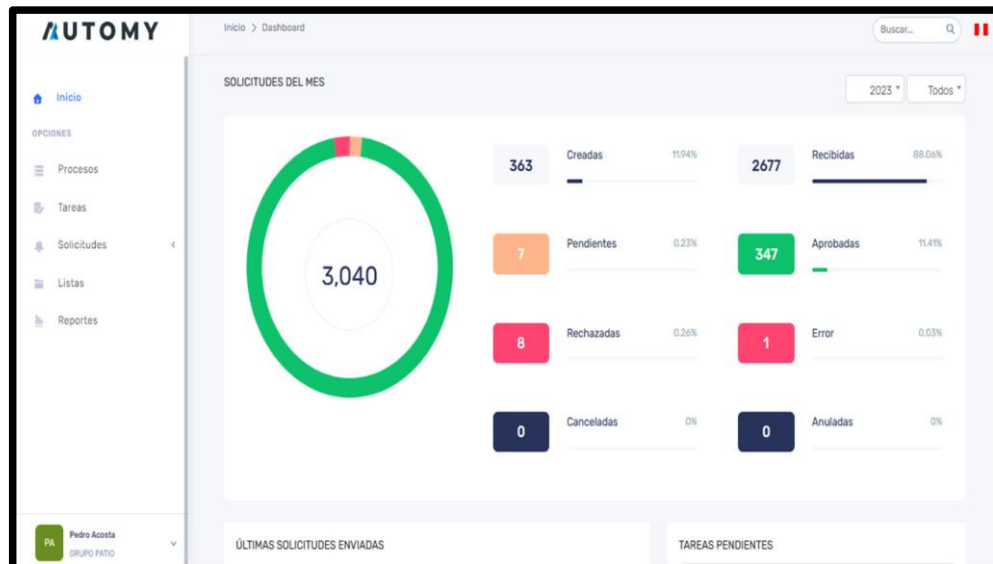 AUTOMY
Inicio > Dashboard
Buscar...
Inicio
OPCIONES
Procesos
Tareas
Solicitudes
Listas
Reportes
Pedro Acosta
PA
GRUPO PATIO
SOLICITUDES DEL MES
2023
Todos
3,040
363 Creadas 11.94%
2677 Recibidas 88.06%
7 Pendientes 0.23%
347 Aprobadas 11.41%
8 Rechazadas 0.26%
1 Error 0.03%
0 Canceladas 0%
0 Anuladas 0%
ÚLTIMAS SOLICITUDES ENVIADAS
TAREAS PENDIENTES